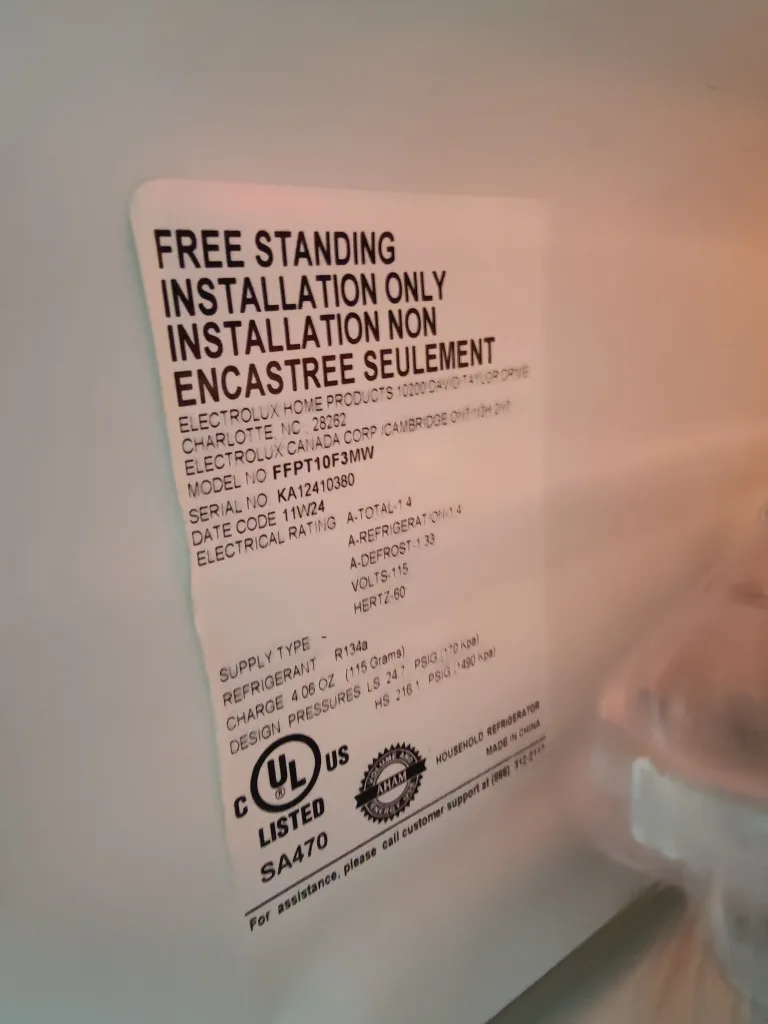 FREE STANDING
INSTALLATION ONLY
INSTALLATION NON
ENCASTREE SEULEMENT
ELECTROLUX HOME PRODUCTS 10200 DAVID TAYLOR DRIVE
CHARLOTTE, NC 28262
ELECTROLUX CANADA CORP /CAMBRIDGE ONT
MODEL NO FFPT10F3MW
SERIAL NO. KA12410380
DATE CODE 11W24
ELECTRICAL RATING A-TOTAL-1.4
A-REFRIGERATION-1.4
A-DEFROST-1.33
VOLTS-115
HERTZ-60
SUPPLY TYPE -
REFRIGERANT R134a
CHARGE 4.06 OZ (115 Grams)
DESIGN PRESSURES LS 24.7 PSIG (170 Kpa)
HS 216.1 PSIG (1490 Kpa)
C UL ® US
LISTED
SA470
VOLUME AND
AHAM
ENERGY
HOUSEHOLD REFRIGERATOR
MADE IN CHINA
For assistance, please call customer support at